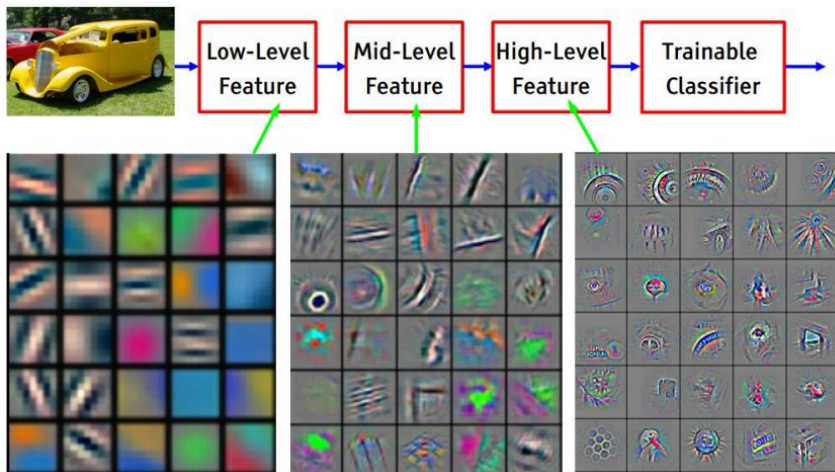 Low-Level
Feature
Mid-Level
Feature
High-Level
Feature
Trainable
Classifier